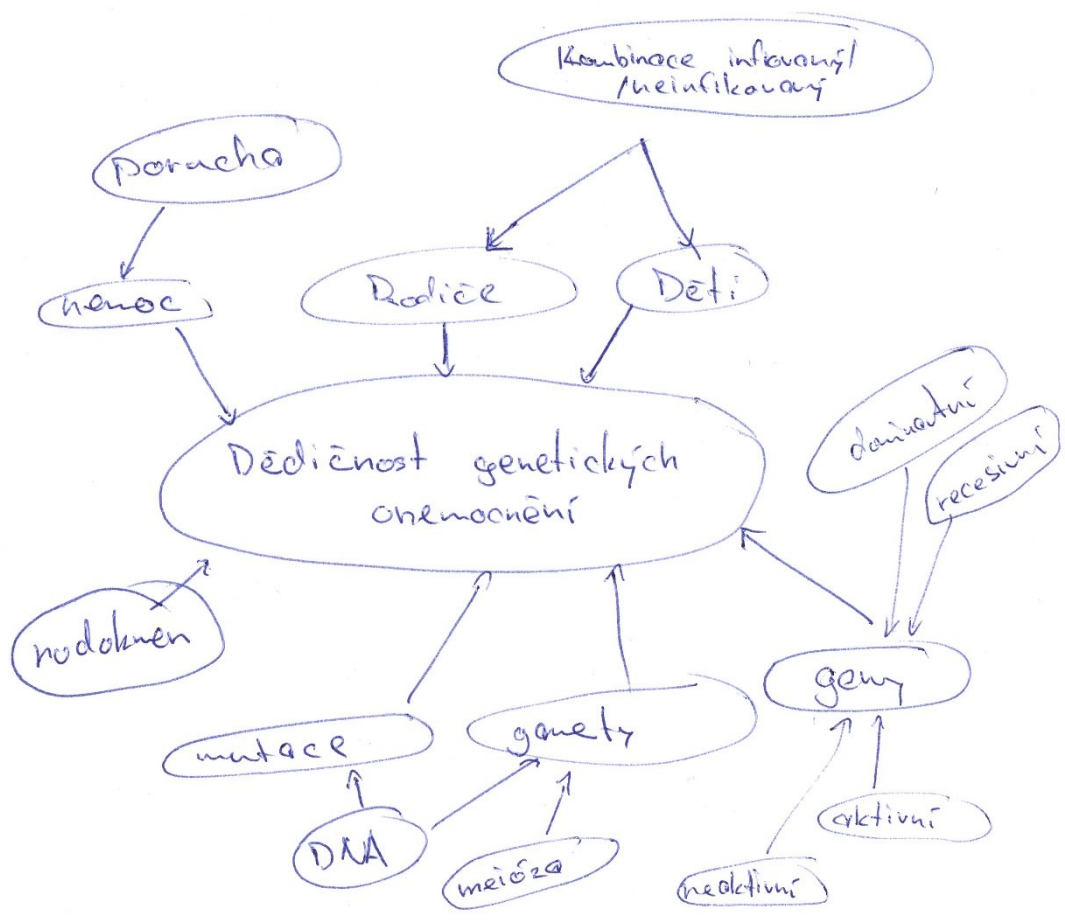 Kombinace infikovaný/
/neinfikovaný
porucha
nemoc
Rodiče
Děti
Dědičnost genetických
onemocnění
dominantní
recesivní
rodokmen
geny
mutace
gamety
DNA
meióza
aktivní
neaktivní